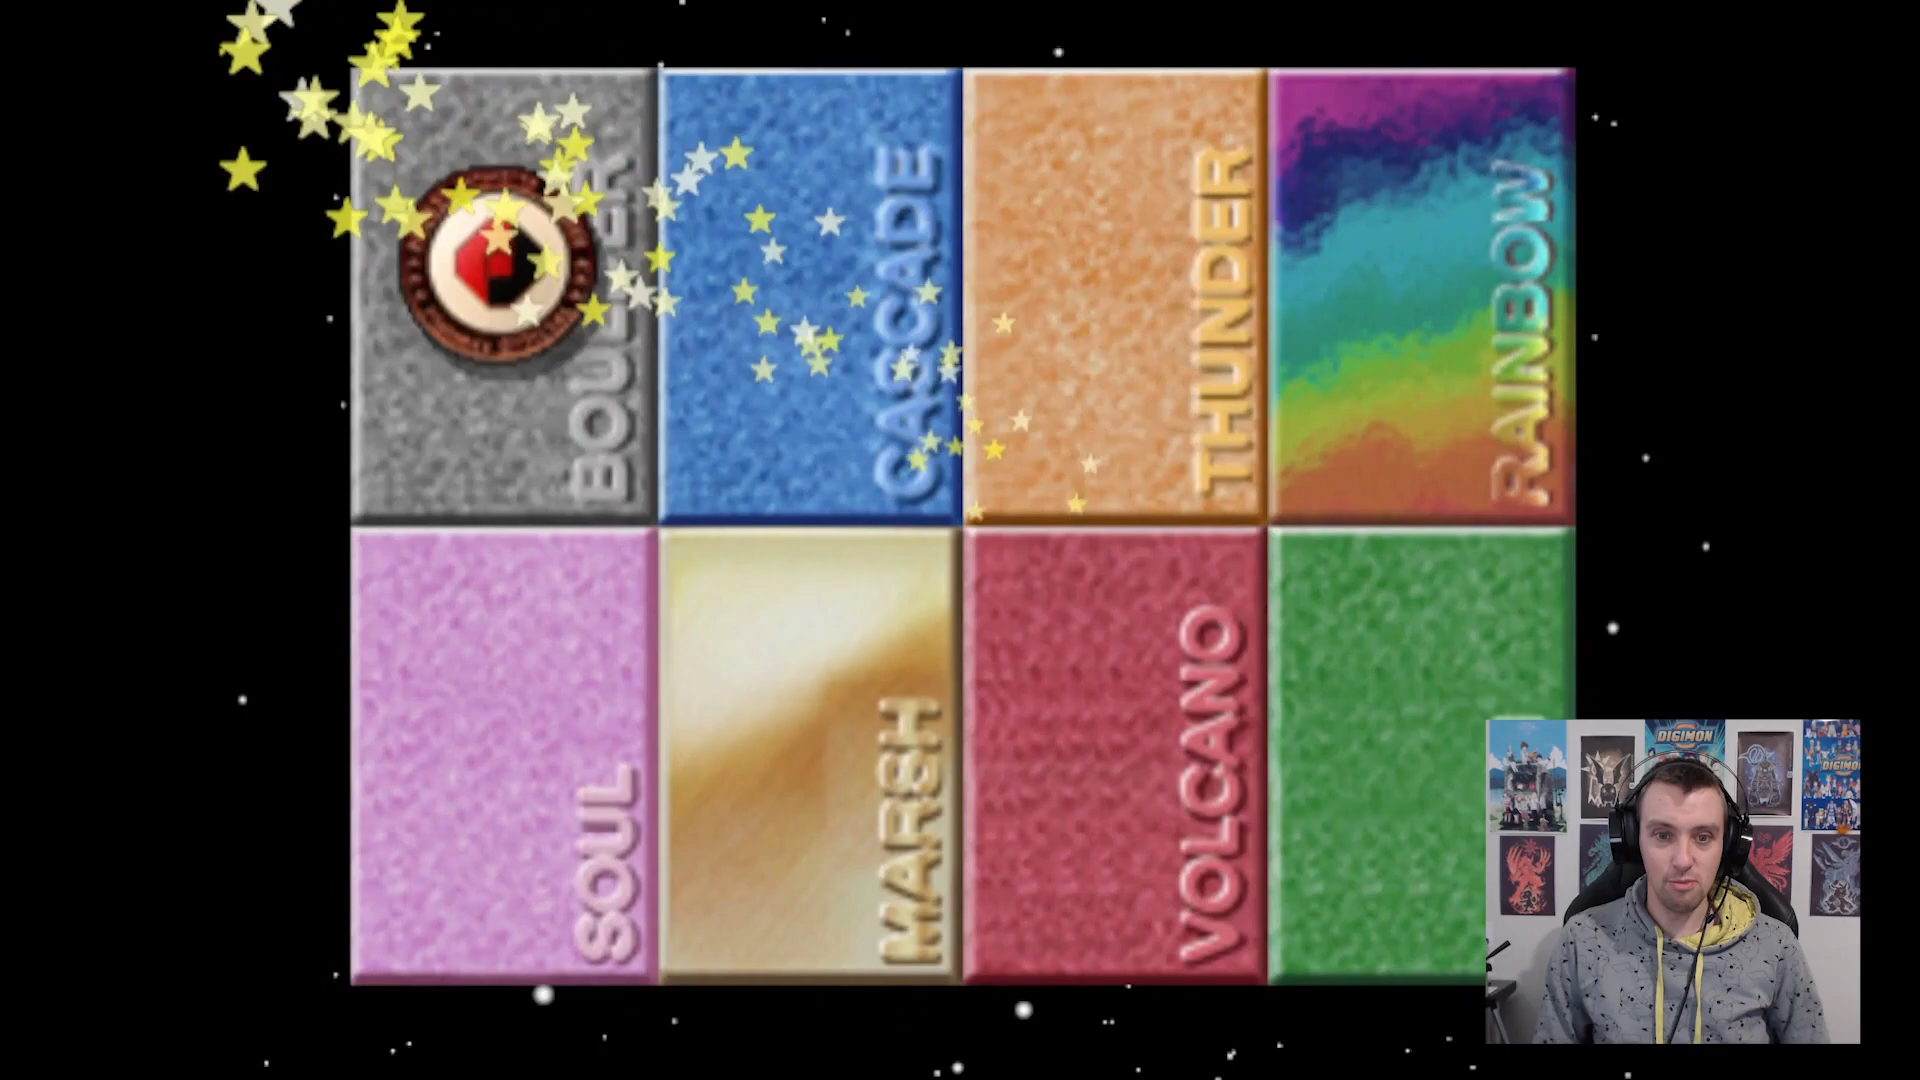 BOULDER
CASCADE
THUNDER
RAINBOW
SOUL
MARSH
VOLCANO
DIGIMON
DIGIMON